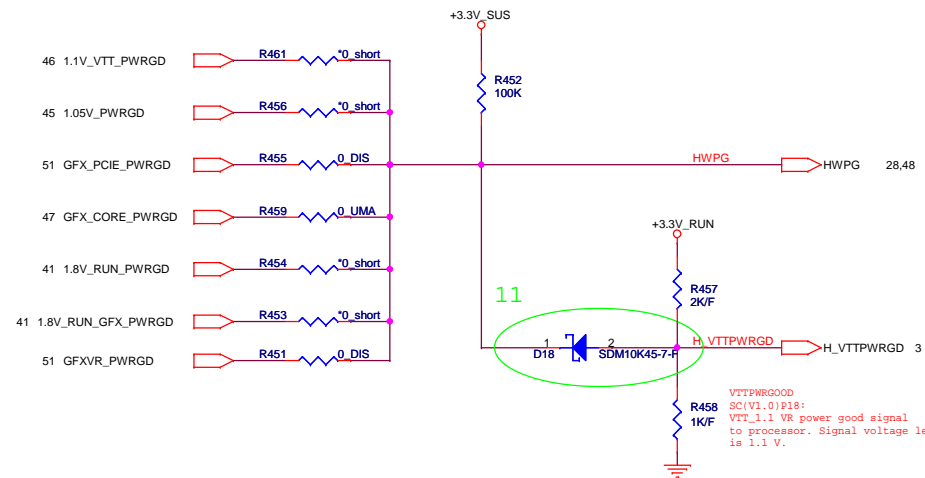 +3.3V_SUS
46 1.1V_VTT_PWRGD R461 *0_short
R452
100K
45 1.05V_PWRGD R456 *0_short
51 GFX_PCIE_PWRGD R455 0_DIS HWPG HWPG 28,48
47 GFX_CORE_PWRGD R459 0_UMA
+3.3V_RUN
41 1.8V_RUN_PWRGD R454 *0_short
R457
2K/F
11
41 1.8V_RUN_GFX_PWRGD R453 *0_short
51 GFXVR_PWRGD R451 0_DIS
1 2 H_VTTPWRGD H_VTTPWRGD 3
D18 SDM10K45-7-F
R458
1K/F
VTTPWRGOOD
SC(V1.0)P18:
VTT_1.1 VR power good signal
to processor. Signal voltage le
is 1.1 V.